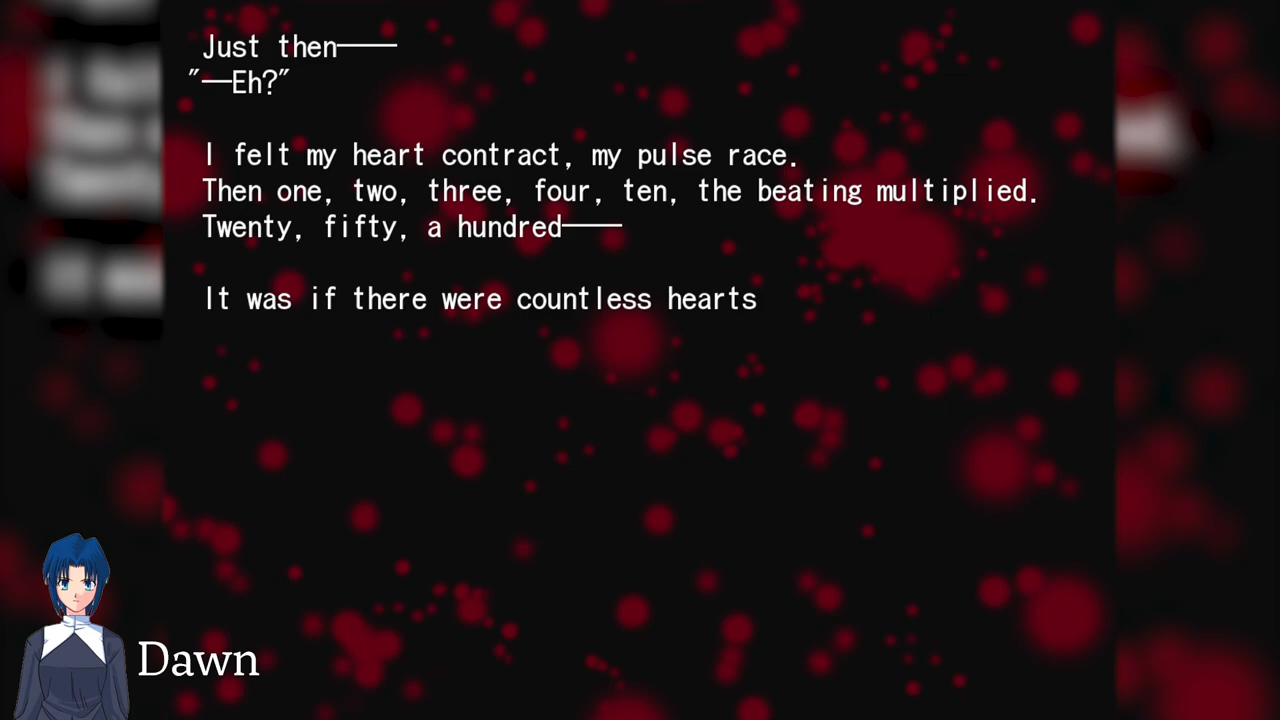 Just then——
"—Eh?"
I felt my heart contract, my pulse race.
Then one, two, three, four, ten, the beating multiplied.
Twenty, fifty, a hundred——
It was if there were countless hearts
Dawn